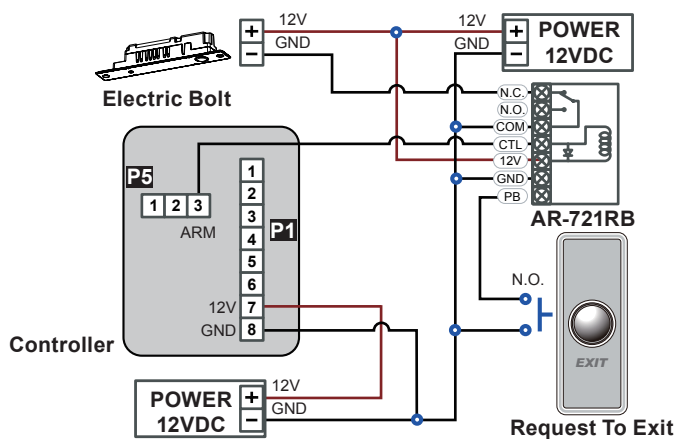 12V
GND
12V
GND
POWER
12VDC
Electric Bolt
N.C.
N.O.
COM
CTL
12V
GND
PB
AR-721RB
P5
1 2 3
ARM
1
2
3
4
5
6
7
8
P1
12V
GND
Controller
N.O.
EXIT
Request To Exit
POWER
12VDC
12V
GND